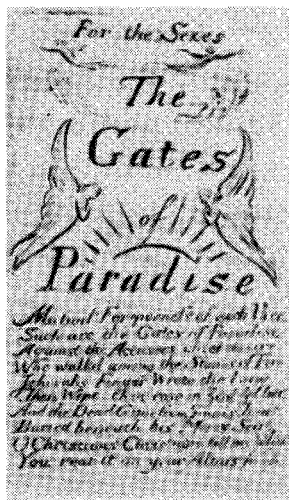 For the Sexes
The
Gates
of
Paradise
Mutual Forgiveness of each Vice
Such are the Gates of Paradise
Against the Accusers chief desire
Who walkd among the Stones of Fire
Jehovahs Finger Wrote the Law
Then Wept then rose in Zeal & Awe
And the Dead Corpse from
Buried beneath his Mercy Seat
O Christians Christians tell me Why
You rear it on your Altars high